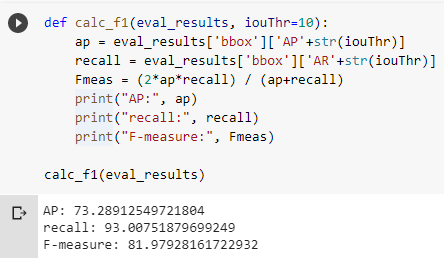 def calc_f1(eval_results, iouThr=10):
    ap = eval_results['bbox']['AP'+str(iouThr)]
    recall = eval_results['bbox']['AR'+str(iouThr)]
    Fmeas = (2*ap*recall) / (ap+recall)
    print("AP:", ap)
    print("recall:", recall)
    print("F-measure:", Fmeas)

calc_f1(eval_results)
AP: 73.28912549721804
recall: 93.00751879699249
F-measure: 81.97928161722932